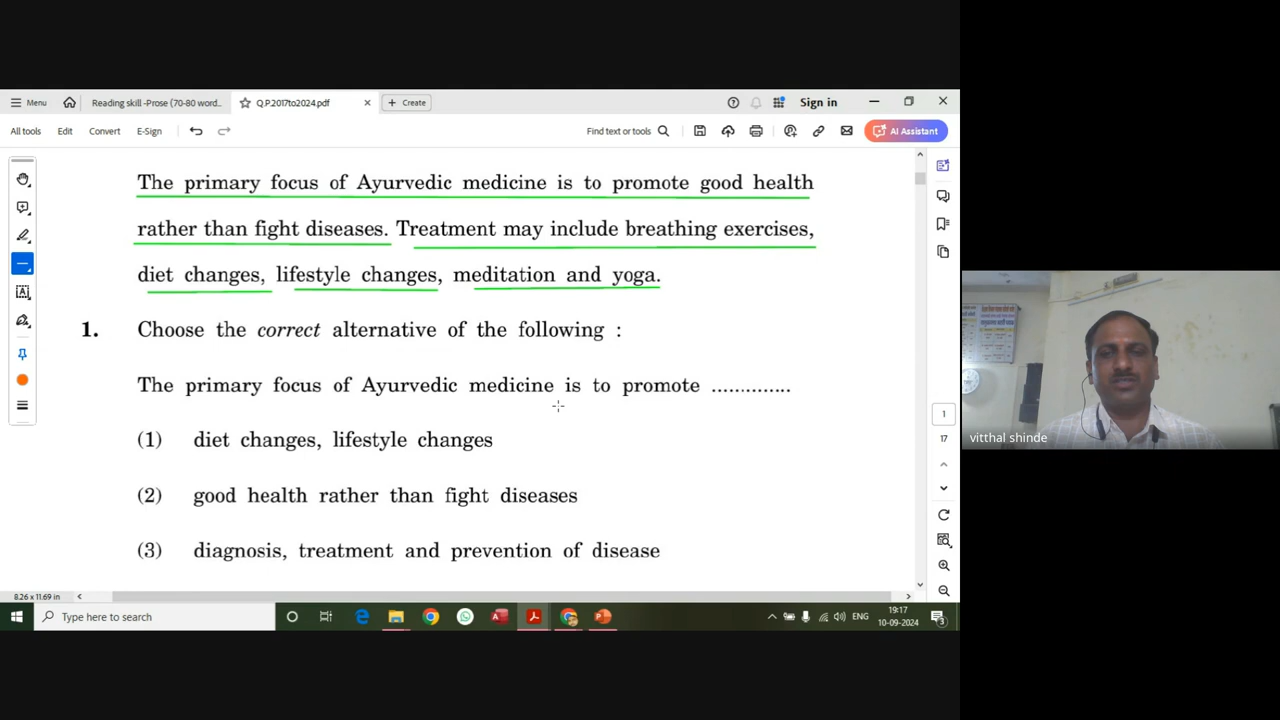 Menu
Reading skill -Prose (70-80 word..
Q.P.2017to2024.pdf
Create
Sign in
All tools
Edit
Convert
E-Sign
Find text or tools
AI Assistant
The primary focus of Ayurvedic medicine is to promote good health
rather than fight diseases. Treatment may include breathing exercises,
diet changes, lifestyle changes, meditation and yoga.
1. Choose the correct alternative of the following :
The primary focus of Ayurvedic medicine is to promote ..............
(1) diet changes, lifestyle changes
(2) good health rather than fight diseases
(3) diagnosis, treatment and prevention of disease
1
17
8.26 x 11.69 in
Type here to search
ENG
19:17
10-09-2024
3
vitthal shinde